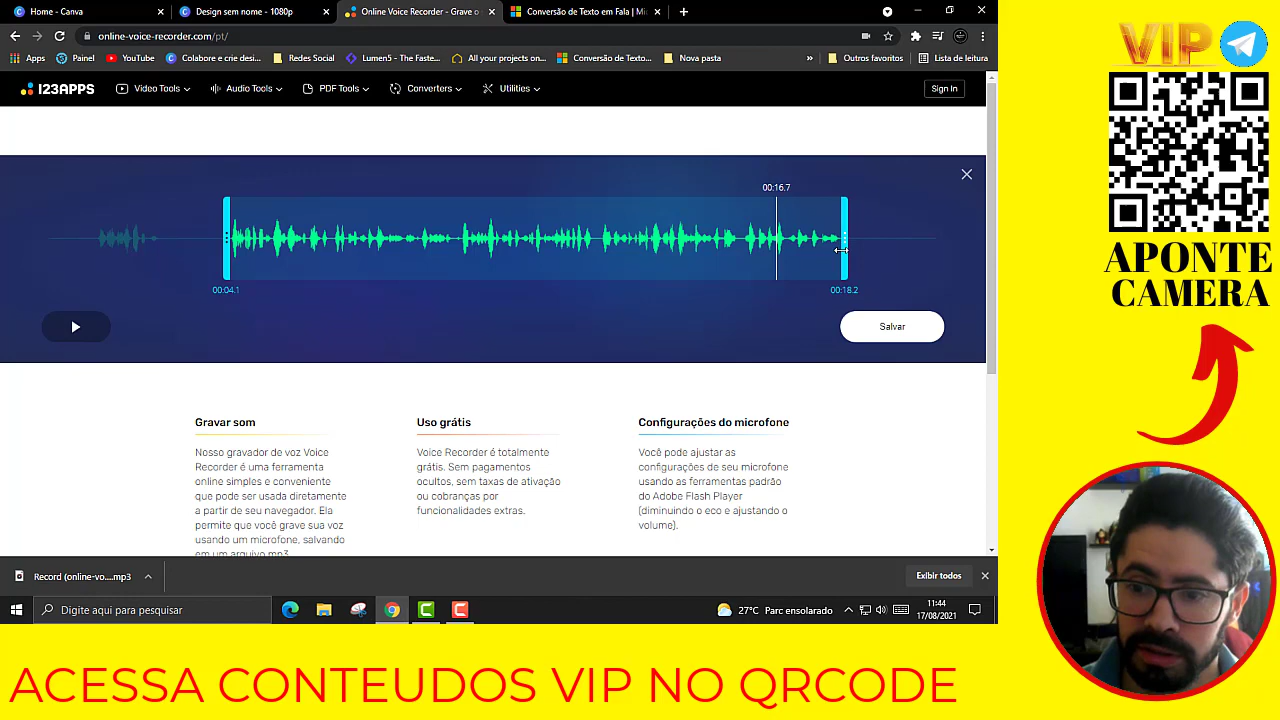 Home - Canva
Design sem nome - 1080p
Online Voice Recorder - Grave o
Conversão de Texto em Fala | Mi
online-voice-recorder.com/pt/
Apps
Painel
YouTube
Colabore e crie desi...
Redes Social
Lumen5 - The Faste...
All your projects on...
Conversão de Texto...
Nova pasta
»
Outros favoritos
Lista de leitura
123APPS
Video Tools
Audio Tools
PDF Tools
Converters
Utilities
Sign In
00:16.7
00:04.1
00:18.2
Salvar
Gravar som
Nosso gravador de voz Voice
Recorder é uma ferramenta
online simples e conveniente
que pode ser usada diretamente
a partir de seu navegador. Ela
permite que você grave sua voz
usando um microfone, salvando
em um arquivo mp3.
Uso grátis
Voice Recorder é totalmente
grátis. Sem pagamentos
ocultos, sem taxas de ativação
ou cobranças por
funcionalidades extras.
Configurações do microfone
Você pode ajustar as
configurações de seu microfone
usando as ferramentas padrão
do Adobe Flash Player
(diminuindo o eco e ajustando o
volume).
Record (online-vo....mp3
Exibir todos
Digite aqui para pesquisar
27°C Parc ensolarado
11:44
17/08/2021
VIP
APONTE
CAMERA
ACESSA CONTEUDOS VIP NO QRCODE